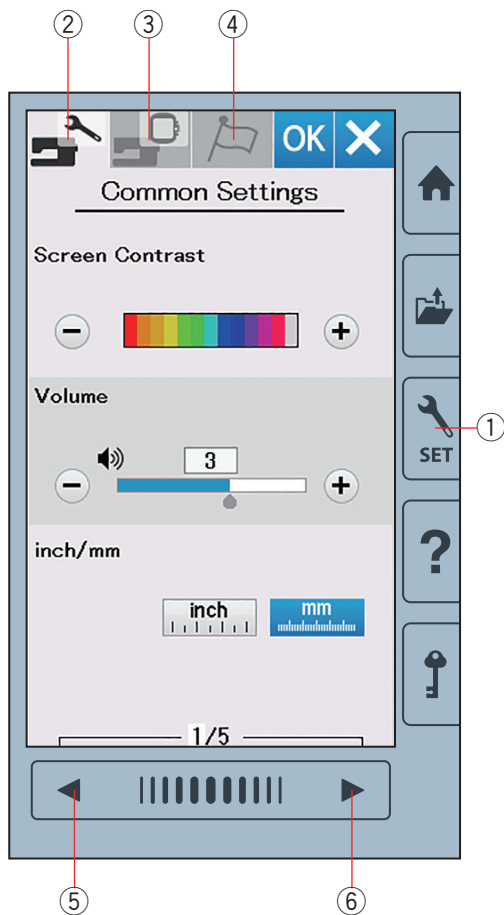 ② ③ ④
OK
Common Settings
Screen Contrast
Volume
3
①
SET
inch/mm
inch
mm
?
1/5
⑤ ⑥